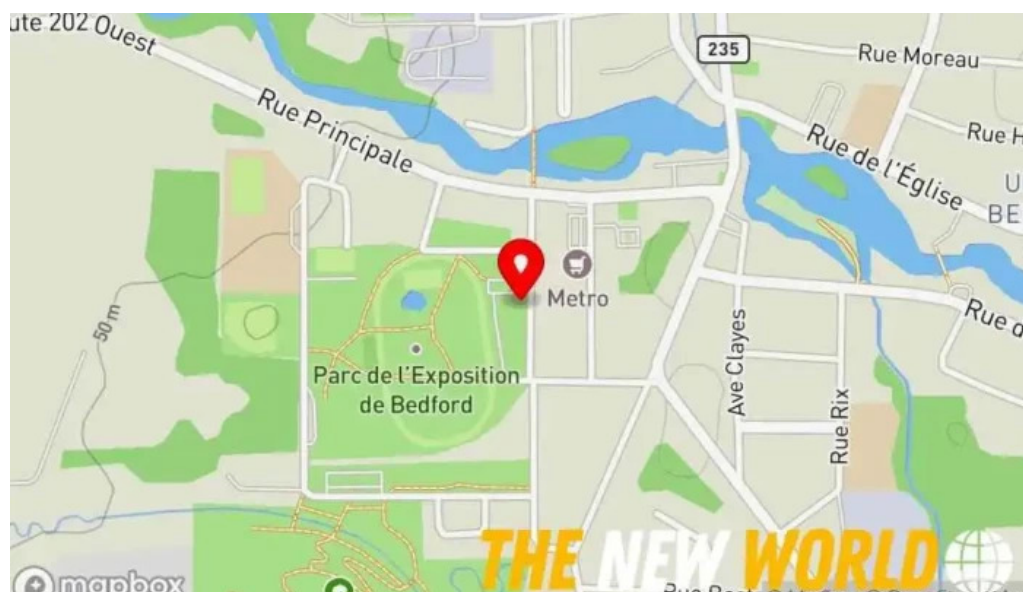 ute 202 Ouest
235
Rue Moreau
Rue Principale
Rue de l'Église
Rue H
U
BE
Metro
50 m
Parc de l'Exposition
de Bedford
Ave Clayes
Rue Rix
Rue d
THE NEW WORLD
mapbox